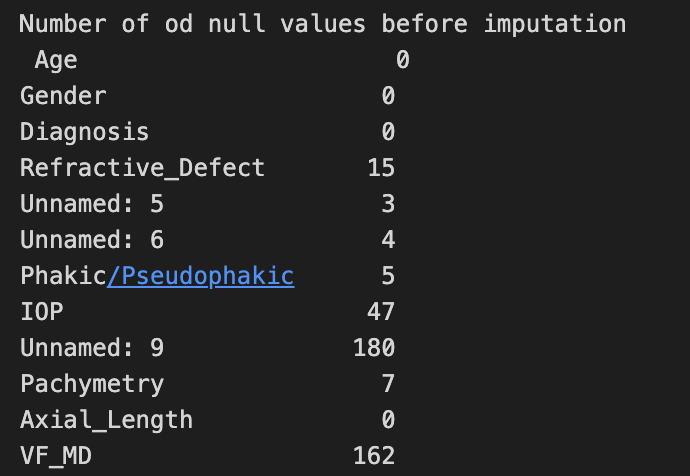 Number of od null values before imputation
Age 0
Gender 0
Diagnosis 0
Refractive_Defect 15
Unnamed: 5 3
Unnamed: 6 4
Phakic/Pseudophakic 5
IOP 47
Unnamed: 9 180
Pachymetry 7
Axial_Length 0
VF_MD 162